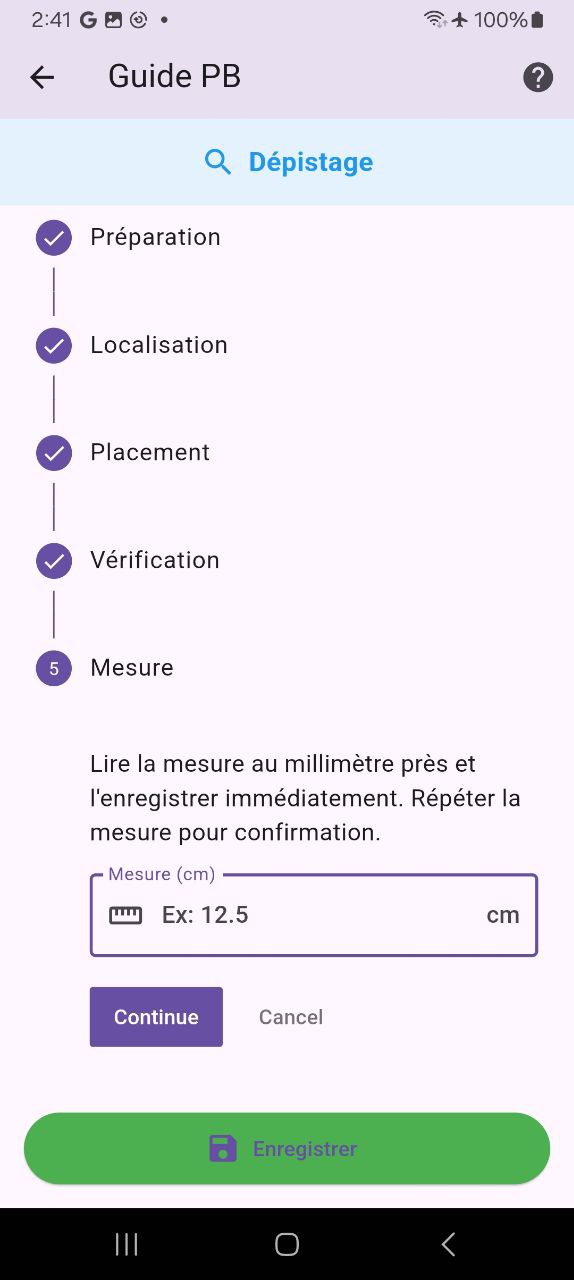 2:41
100%
Guide PB
Dépistage
Préparation
Localisation
Placement
Vérification
5 Mesure
Lire la mesure au millimètre près et
l'enregistrer immédiatement. Répéter la
mesure pour confirmation.
Mesure (cm)
Ex: 12.5 cm
Continue Cancel
Enregistrer